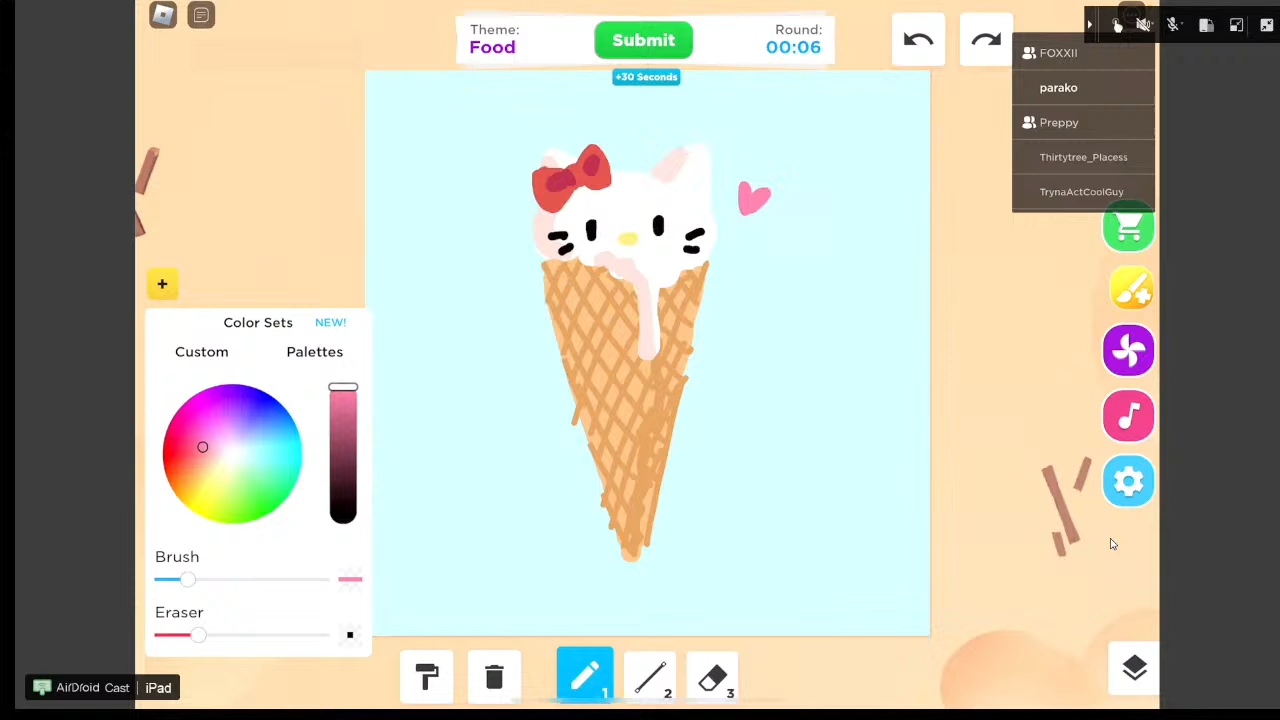 Theme:
Food
Submit
Round:
00:06
+30 Seconds
FOXXII
parako
Preppy
Thirtytree_Placess
TrynaActCoolGuy
+
Color Sets NEW!
Custom Palettes
Brush
Eraser
1
2
3
AirDroid Cast | iPad